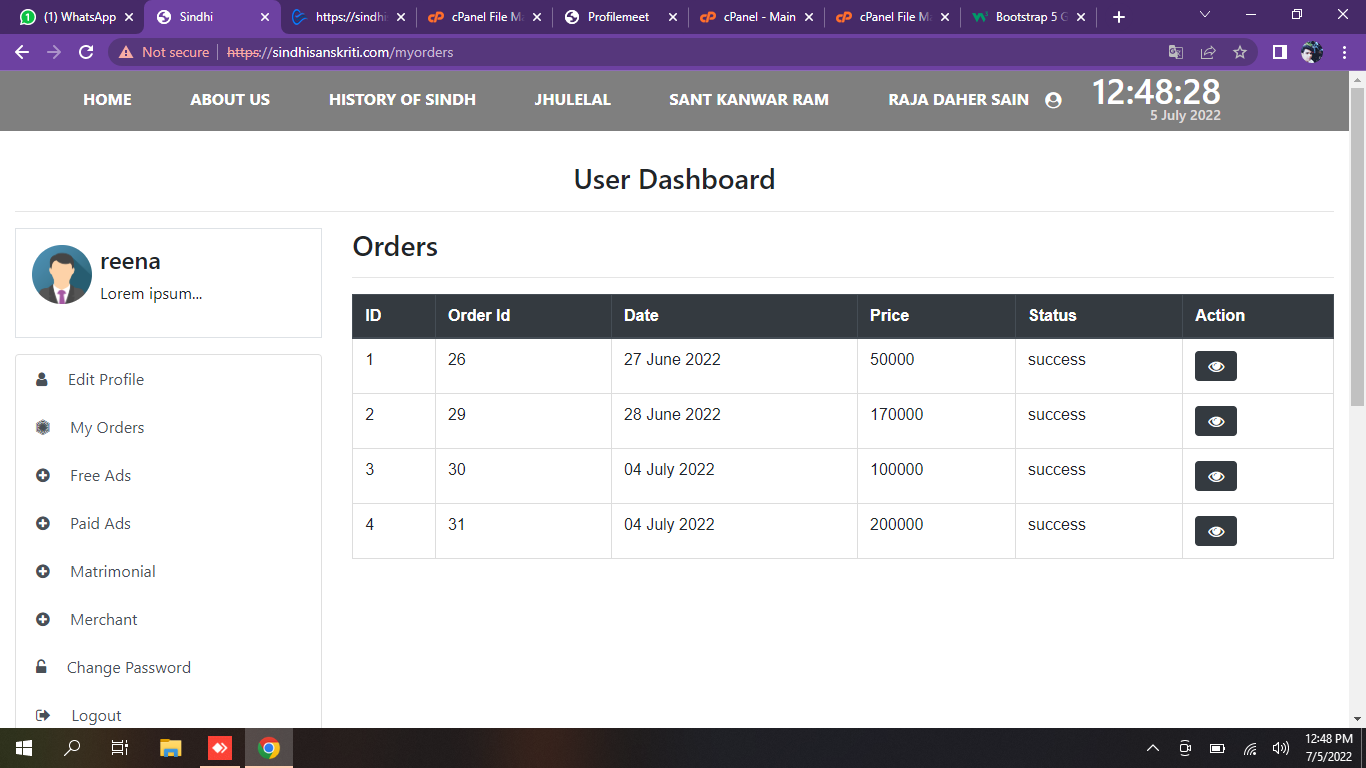 (1) WhatsApp
Sindhi
https://sindhi
cPanel File Ma
Profilemeet
cPanel - Main
cPanel File Ma
Bootstrap 5 G
Not secure
https://sindhisanskriti.com/myorders
HOME
ABOUT US
HISTORY OF SINDH
JHULELAL
SANT KANWAR RAM
RAJA DAHER SAIN
12:48:28
5 July 2022
User Dashboard
reena
Lorem ipsum...
Edit Profile
My Orders
Free Ads
Paid Ads
Matrimonial
Merchant
Change Password
Logout
Orders
ID Order Id Date Price Status Action
1 26 27 June 2022 50000 success
2 29 28 June 2022 170000 success
3 30 04 July 2022 100000 success
4 31 04 July 2022 200000 success
12:48 PM
7/5/2022